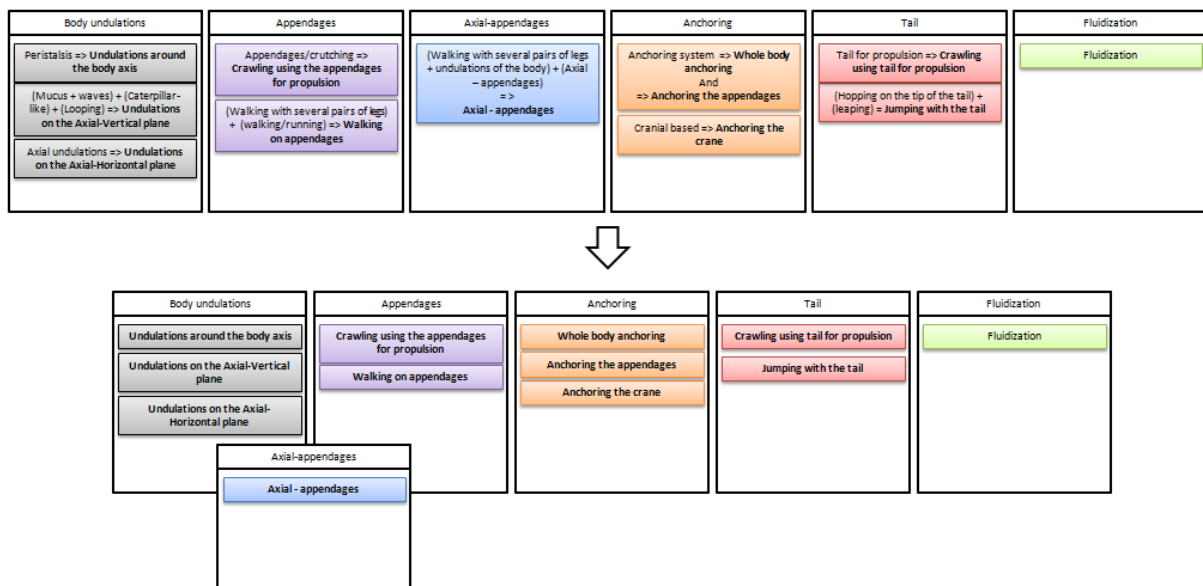 Body undulations
Peristalsis => Undulations around
the body axis
(Mucus + waves) + (Caterpillar-
like) + (Looping) => Undulations
on the Axial-Vertical plane
Axial undulations => Undulations
on the Axial-Horizontal plane
Appendages
Appendages/crutching =>
Crawling using the appendages
for propulsion
(Walking with several pairs of legs)
+ (walking/running) => Walking
on appendages
Axial-appendages
(Walking with several pairs of legs
+ undulations of the body) + (Axial
– appendages)
=>
Axial - appendages
Anchoring
Anchoring system => Whole body
anchoring
And
=> Anchoring the appendages
Cranial based => Anchoring the
crane
Tail
Tail for propulsion => Crawling
using tail for propulsion
(Hopping on the tip of the tail) +
(leaping) = Jumping with the tail
Fluidization
Fluidization
Body undulations
Undulations around the body axis
Undulations on the Axial-Vertical
plane
Undulations on the Axial-
Horizontal plane
Appendages
Crawling using the appendages
for propulsion
Walking on appendages
Anchoring
Whole body anchoring
Anchoring the appendages
Anchoring the crane
Tail
Crawling using tail for propulsion
Jumping with the tail
Fluidization
Fluidization
Axial-appendages
Axial - appendages